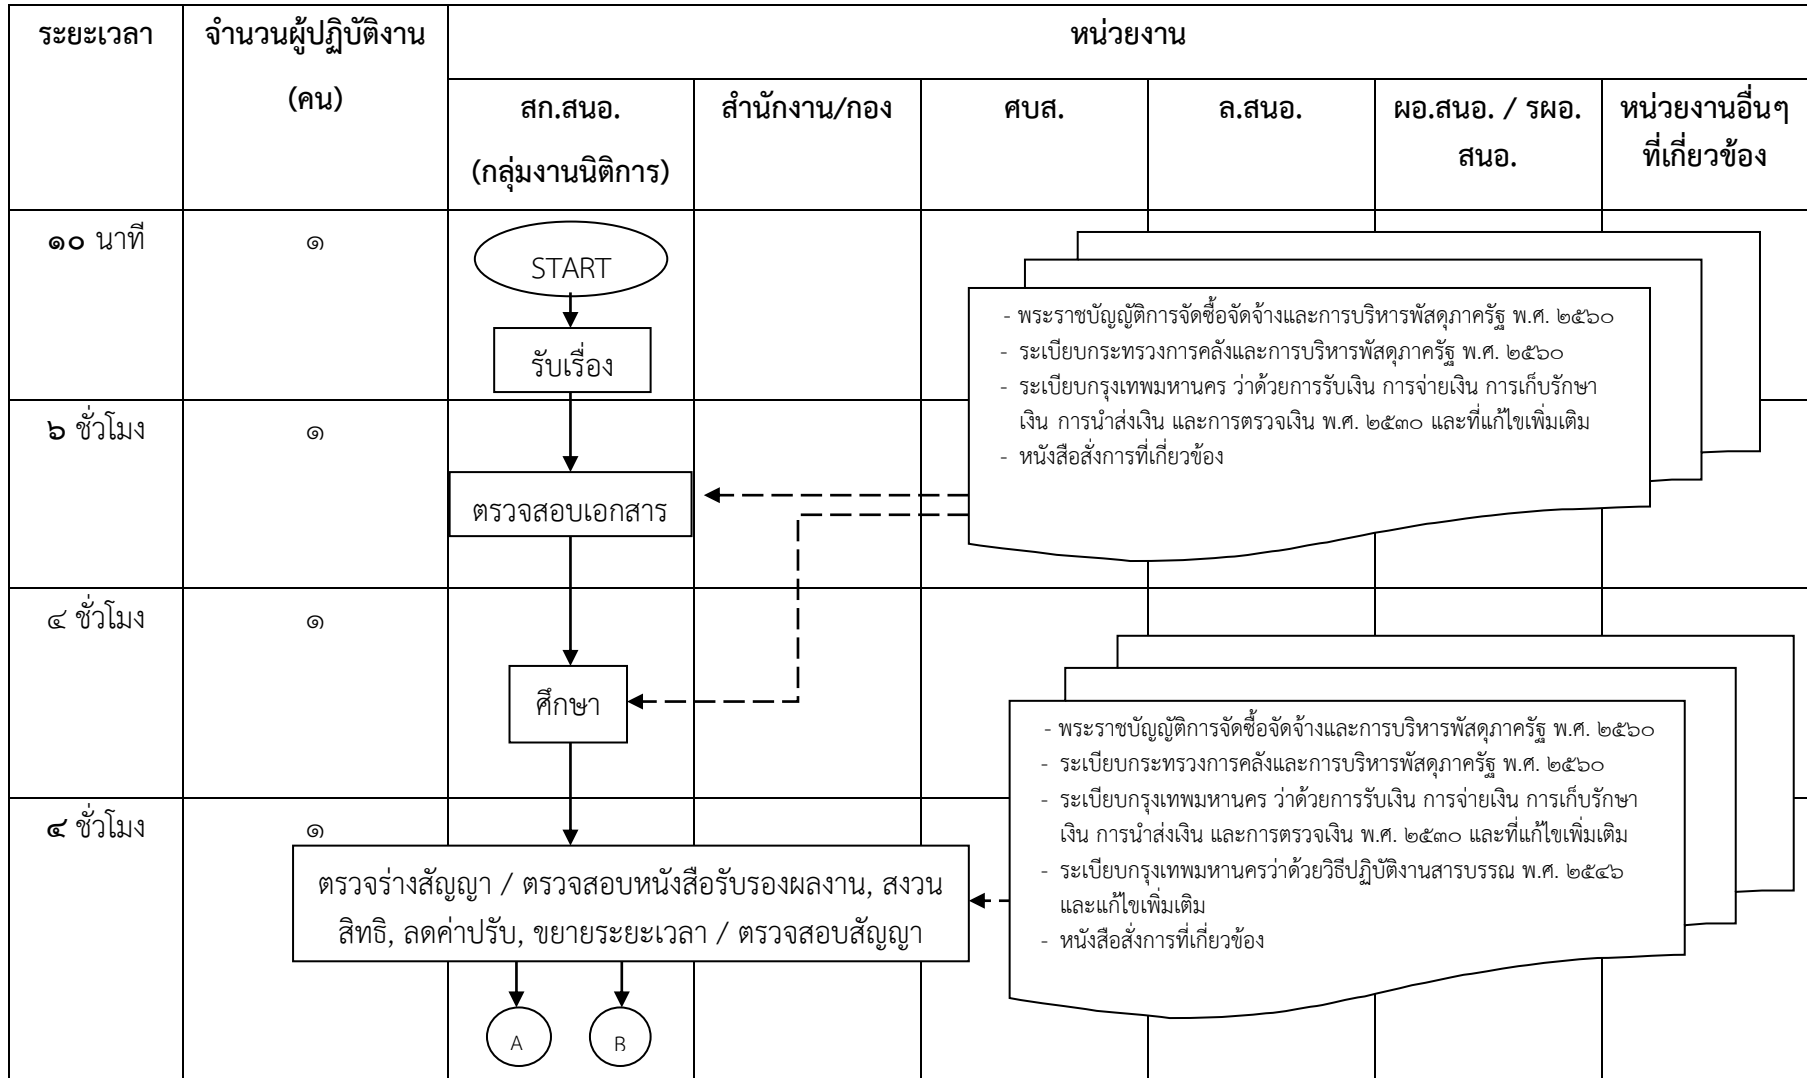 ระยะเวลา
จำนวนผู้ปฏิบัติงาน
(คน)
หน่วยงาน
สก.สนอ.
(กลุ่มงานนิติการ)
สำนักงาน/กอง
ศบส.
ล.สนอ.
ผอ.สนอ. / รผอ.
สนอ.
หน่วยงานอื่นๆ
ที่เกี่ยวข้อง
๑๐ นาที
๑
START
รับเรื่อง
- พระราชบัญญัติการจัดซื้อจัดจ้างและการบริหารพัสดุภาครัฐ พ.ศ. ๒๕๖๐
- ระเบียบกระทรวงการคลังและการบริหารพัสดุภาครัฐ พ.ศ. ๒๕๖๐
- ระเบียบกรุงเทพมหานคร ว่าด้วยการรับเงิน การจ่ายเงิน การเก็บรักษา
เงิน การนำส่งเงิน และการตรวจเงิน พ.ศ. ๒๕๓๐ และที่แก้ไขเพิ่มเติม
- หนังสือสั่งการที่เกี่ยวข้อง
๖ ชั่วโมง
๑
ตรวจสอบเอกสาร
๔ ชั่วโมง
๑
ศึกษา
- พระราชบัญญัติการจัดซื้อจัดจ้างและการบริหารพัสดุภาครัฐ พ.ศ. ๒๕๖๐
- ระเบียบกระทรวงการคลังและการบริหารพัสดุภาครัฐ พ.ศ. ๒๕๖๐
- ระเบียบกรุงเทพมหานคร ว่าด้วยการรับเงิน การจ่ายเงิน การเก็บรักษา
เงิน การนำส่งเงิน และการตรวจเงิน พ.ศ. ๒๕๓๐ และที่แก้ไขเพิ่มเติม
- ระเบียบกรุงเทพมหานครว่าด้วยวิธีปฏิบัติงานสารบรรณ พ.ศ. ๒๕๔๖
และแก้ไขเพิ่มเติม
- หนังสือสั่งการที่เกี่ยวข้อง
๔ ชั่วโมง
๑
ตรวจร่างสัญญา / ตรวจสอบหนังสือรับรองผลงาน, สงวน
สิทธิ, ลดค่าปรับ, ขยายระยะเวลา / ตรวจสอบสัญญา
A
B